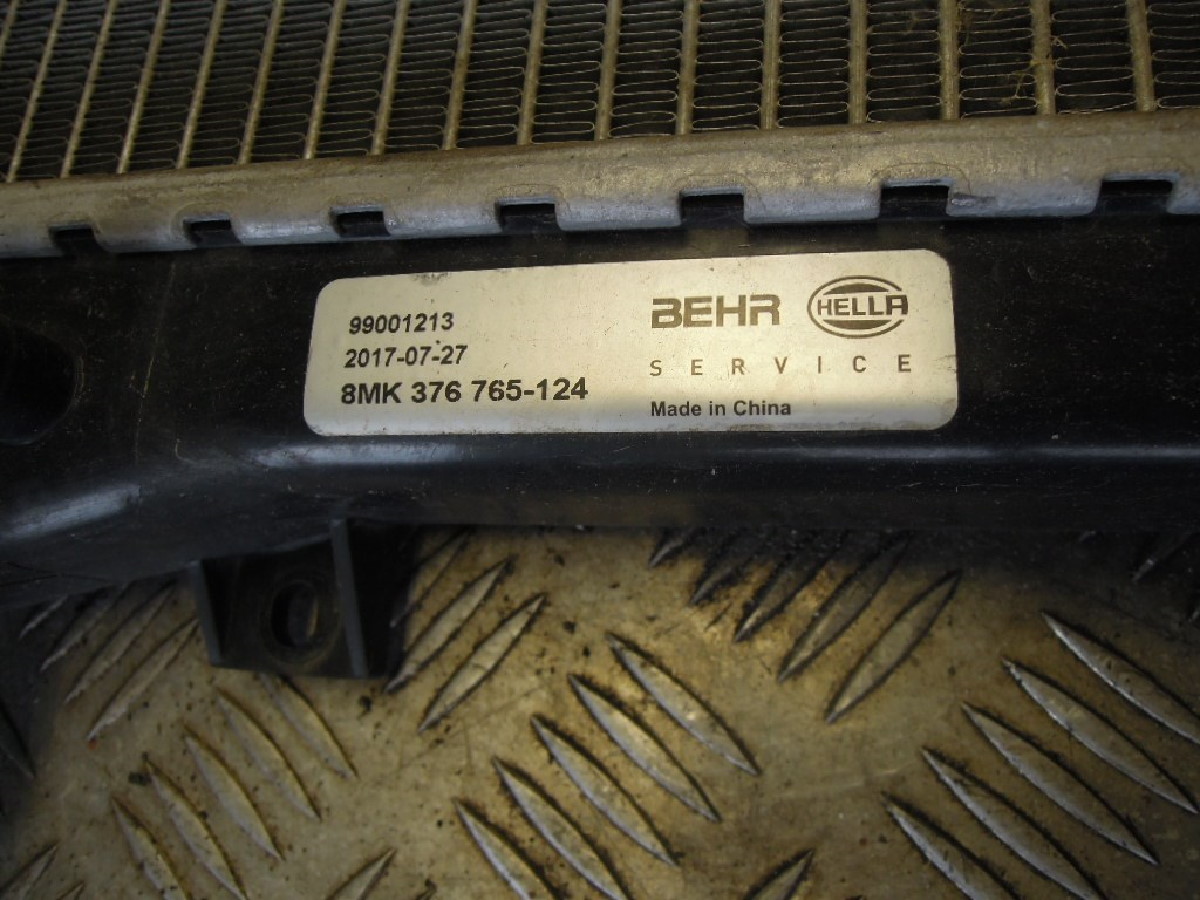 99001213
2017-07-27
8MK 376 765-124
BEHR HELLA
SERVICE
Made in China